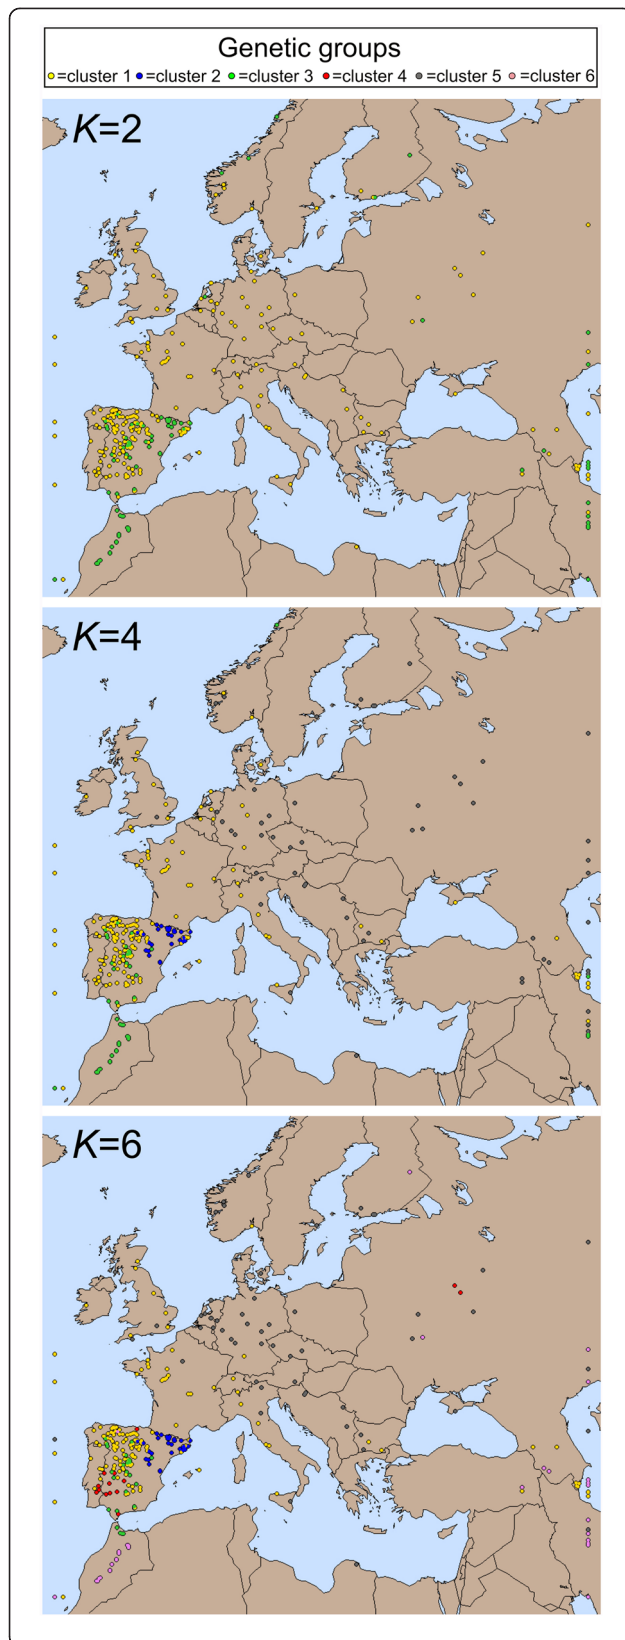 Genetic groups
=cluster 1 =cluster 2 =cluster 3 =cluster 4 =cluster 5 =cluster 6
K=2
K=4
K=6